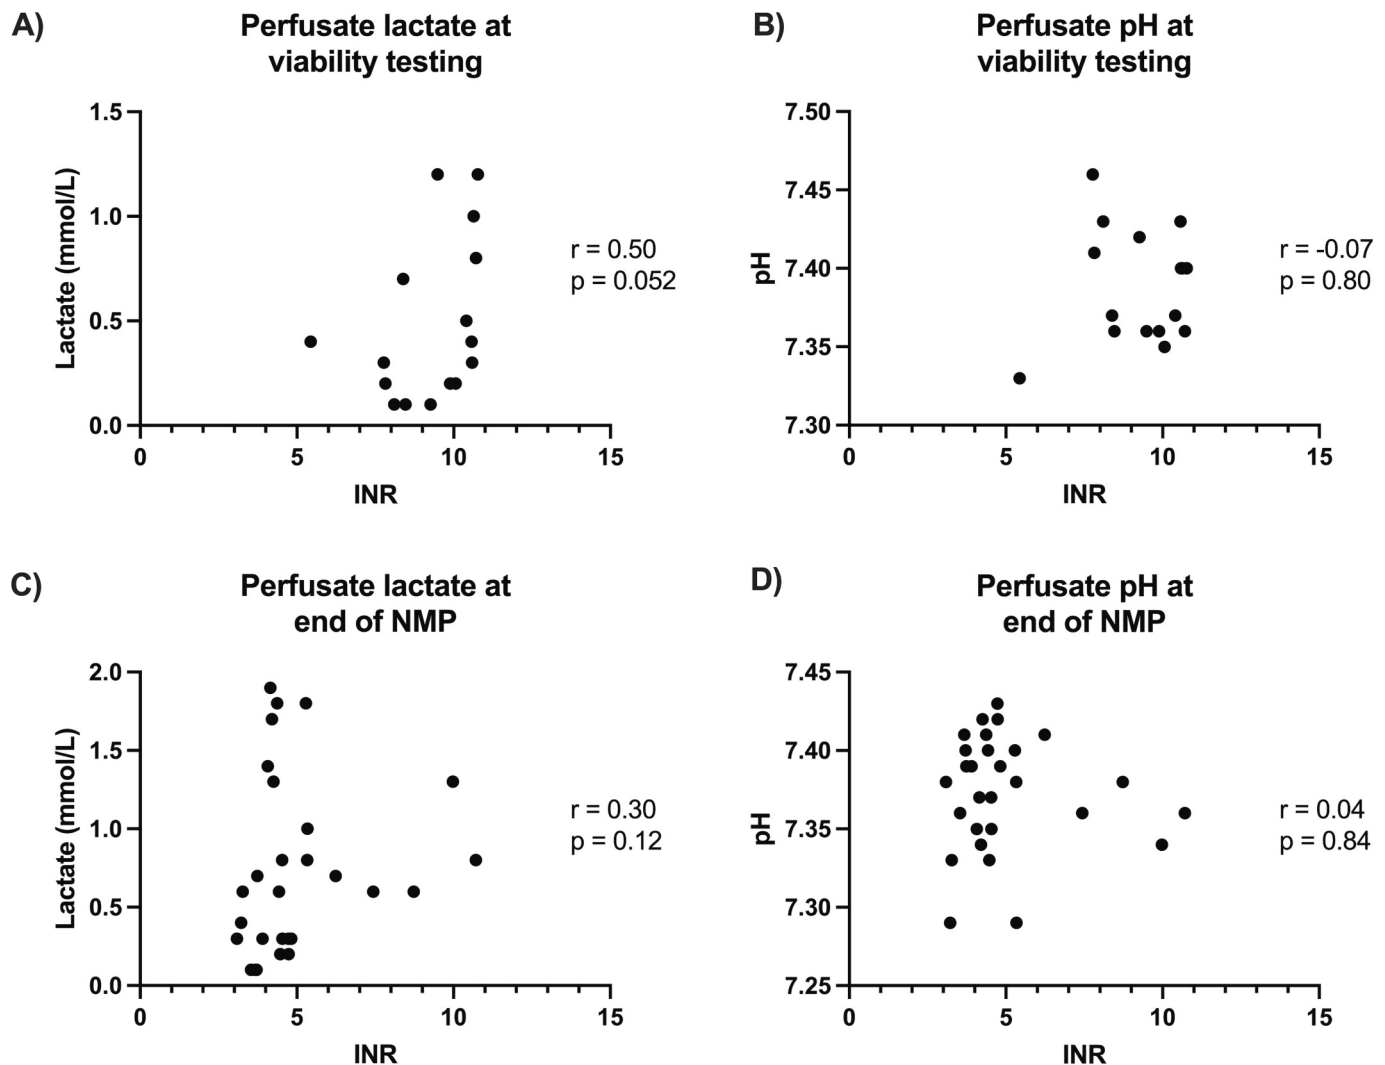 A)
Perfusate lactate at
viability testing
1.5
1.0
0.5
0.0
Lactate (mmol/L)
0
5
10
15
INR
r = 0.50
p = 0.052
B)
Perfusate pH at
viability testing
7.50
7.45
7.40
7.35
7.30
pH
0
5
10
15
INR
r = -0.07
p = 0.80
C)
Perfusate lactate at
end of NMP
2.0
1.5
1.0
0.5
0.0
Lactate (mmol/L)
0
5
10
15
INR
r = 0.30
p = 0.12
D)
Perfusate pH at
end of NMP
7.45
7.40
7.35
7.30
7.25
pH
0
5
10
15
INR
r = 0.04
p = 0.84